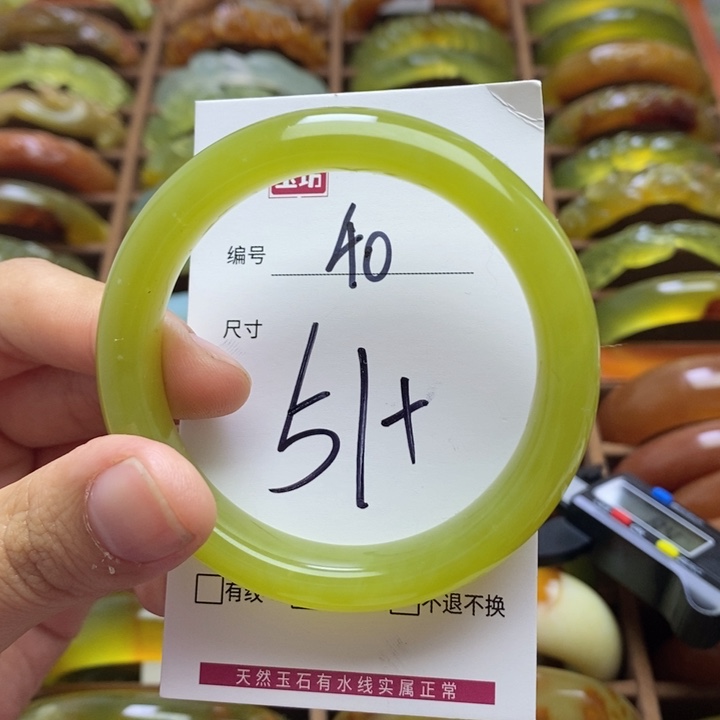 编号 40
尺寸
51+
有纹 不退不换
天然玉石有水线实属正常